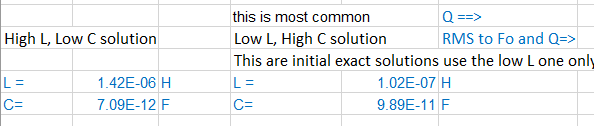 this is most common Q ==>
High L, Low C solution Low L, High C solution RMS to Fo and Q=>
This are initial exact solutions use the low L one only
L = 1.42E-06 H L = 1.02E-07 H
C= 7.09E-12 F C= 9.89E-11 F